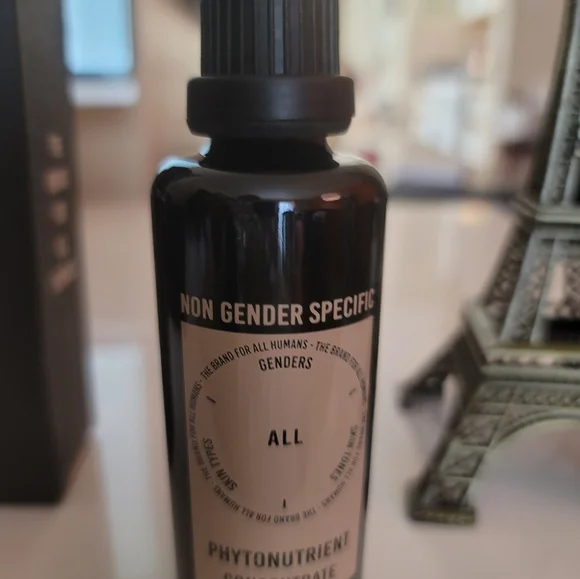 NON GENDER SPECIFIC
THE BRAND FOR ALL HUMANS - THE BRAND FOR ALL HUMANS - THE BRAND FOR ALL HUMANS - THE BRAND FOR ALL HUMANS
GENDERS
ALL
SKIN TYPES
SKIN TONES
PHYTONUTRIENT
CONCENTRATE